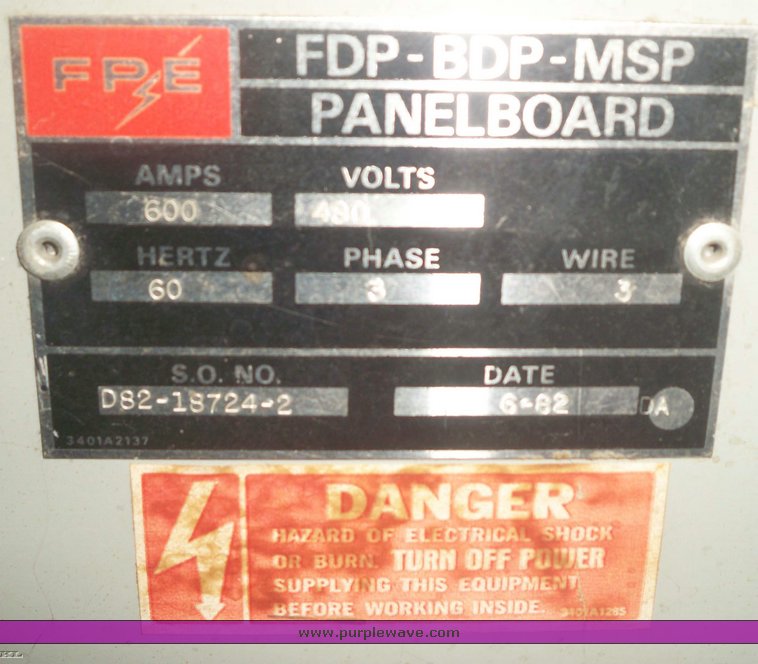 FPE
FDP-BDP-MSP
PANELBOARD
AMPS VOLTS
600 480
HERTZ PHASE WIRE
60 3 3
S.O. NO. DATE
D82-18724-2 6-82 DA
3401A2137
DANGER
HAZARD OF ELECTRICAL SHOCK
OR BURN. TURN OFF POWER
SUPPLYING THIS EQUIPMENT
BEFORE WORKING INSIDE. 3401A1285
www.purplewave.com